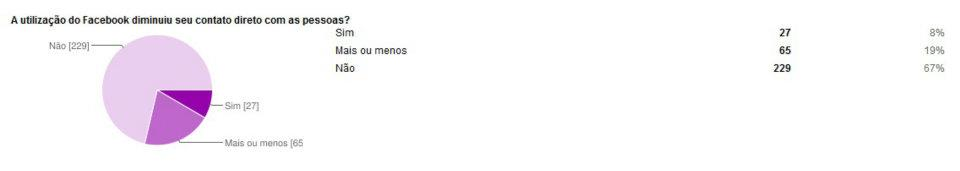 A utilização do Facebook diminuiu seu contato direto com as pessoas?
Sim 27 8%
Mais ou menos 65 19%
Não 229 67%
Não [229]
Sim [27]
Mais ou menos [65